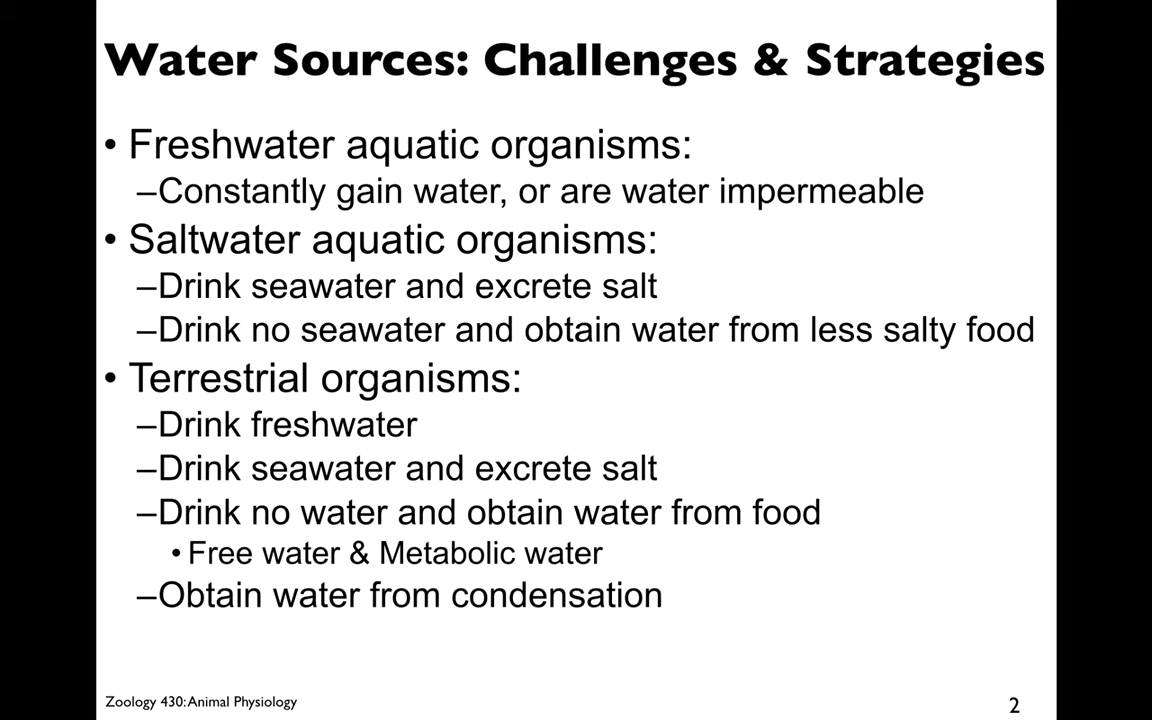 Water Sources: Challenges & Strategies
• Freshwater aquatic organisms:
–Constantly gain water, or are water impermeable
• Saltwater aquatic organisms:
–Drink seawater and excrete salt
–Drink no seawater and obtain water from less salty food
• Terrestrial organisms:
–Drink freshwater
–Drink seawater and excrete salt
–Drink no water and obtain water from food
• Free water & Metabolic water
–Obtain water from condensation
Zoology 430: Animal Physiology
2